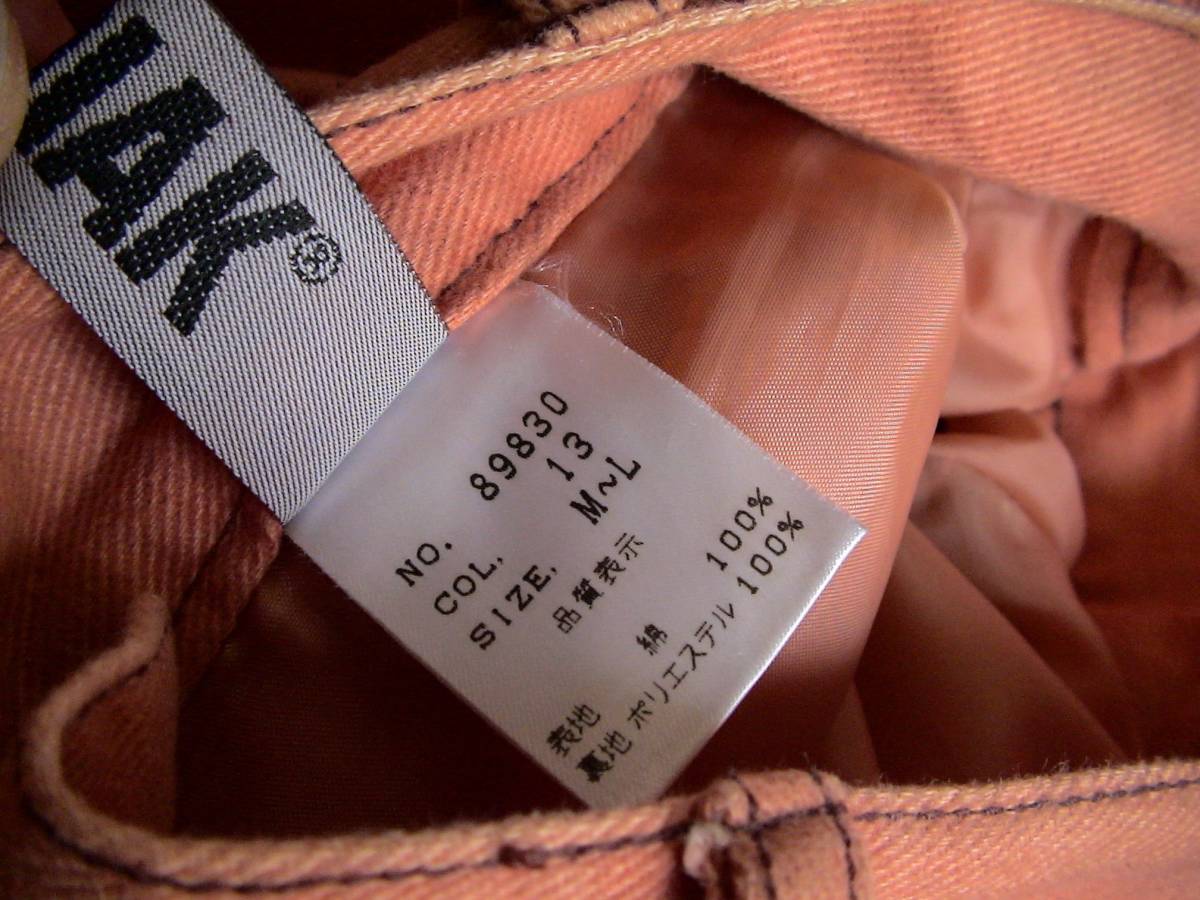 IAK®
NO. 89830
COL. 13
SIZE. M~L
品質表示
表地 綿 100%
裏地 ポリエステル 100%